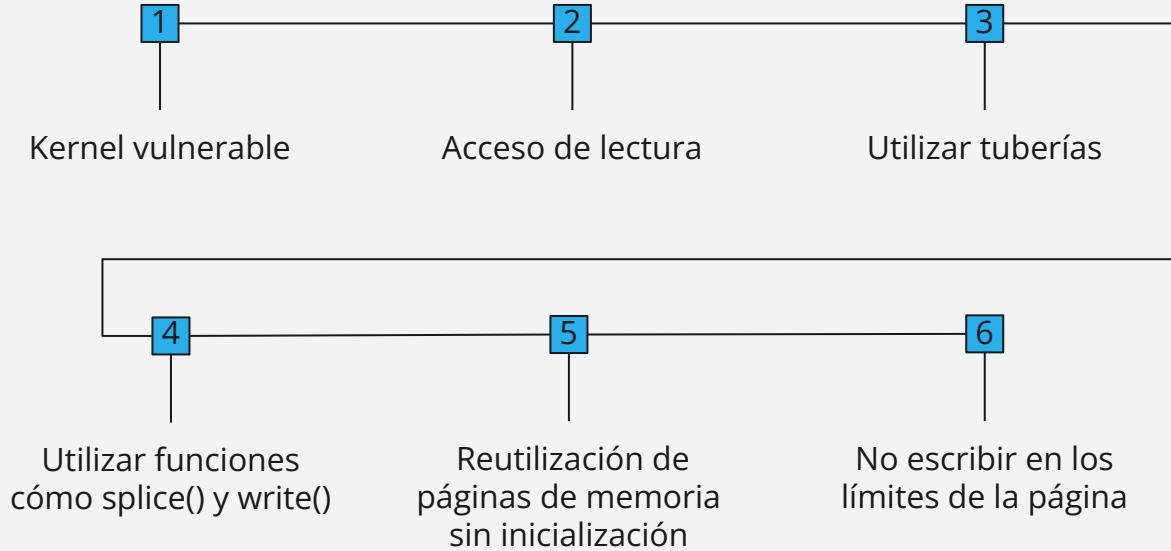 1
2
3
Kernel vulnerable
Acceso de lectura
Utilizar tuberías
4
5
6
Utilizar funciones
cómo splice() y write()
Reutilización de
páginas de memoria
sin inicialización
No escribir en los
límites de la página